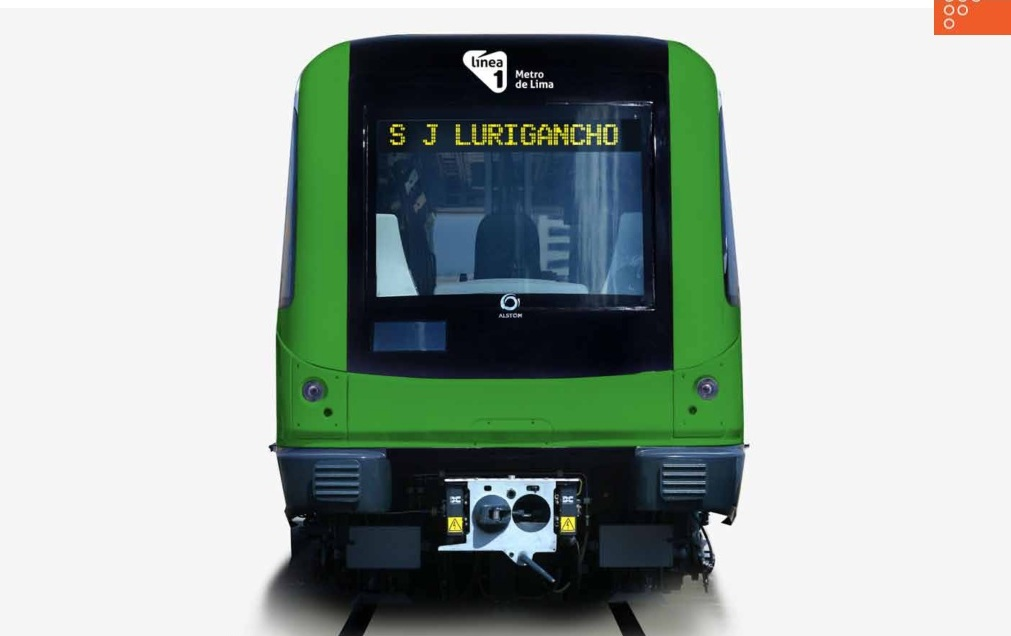 línea
1
Metro
de Lima
S J LURIGANCHO
ALSTOM